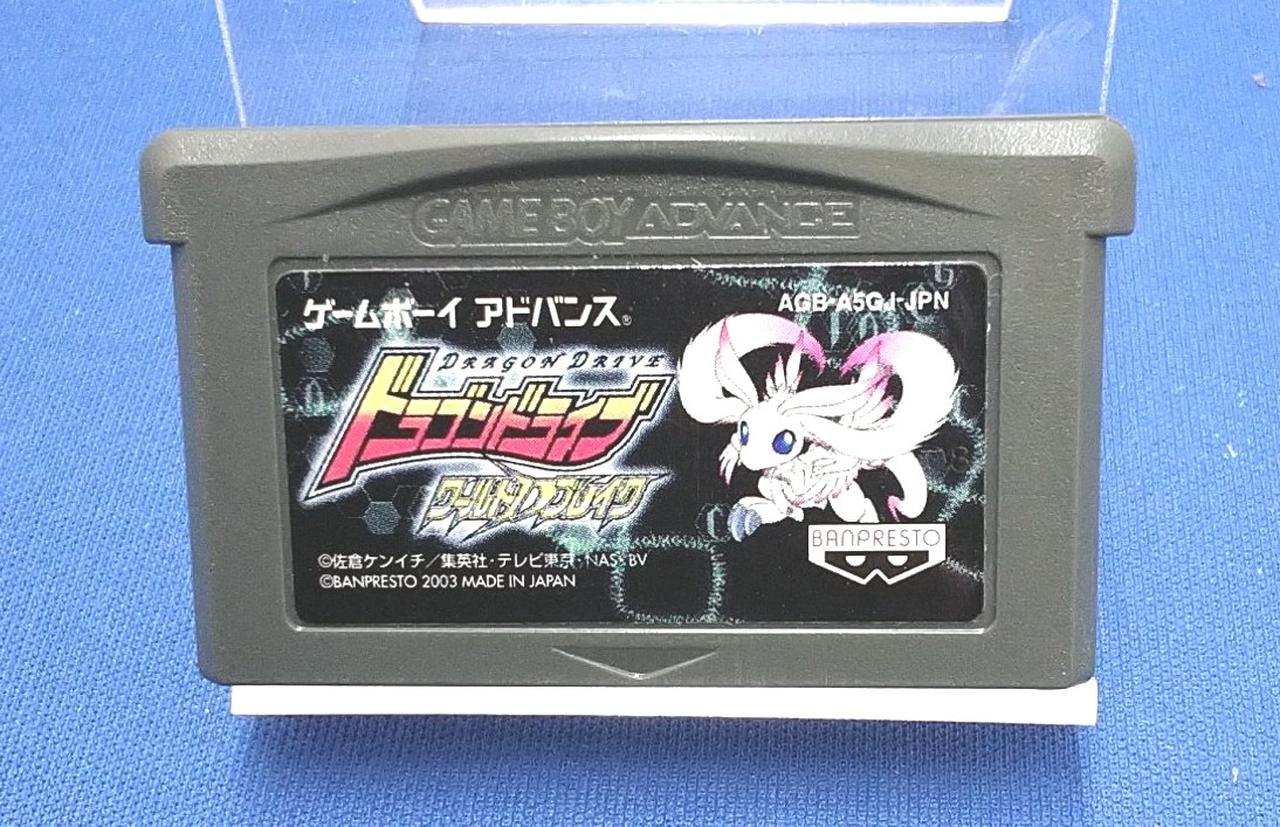 GAME BOY ADVANCE
ゲームボーイ アドバンス®
AGB-A5GJ-JPN
DRAGON DRIVE
ドラゴンドライブ
ワールドDブレイク
BANPRESTO
©佐倉ケンイチ／集英社・テレビ東京・NAS・BV
©BANPRESTO 2003 MADE IN JAPAN